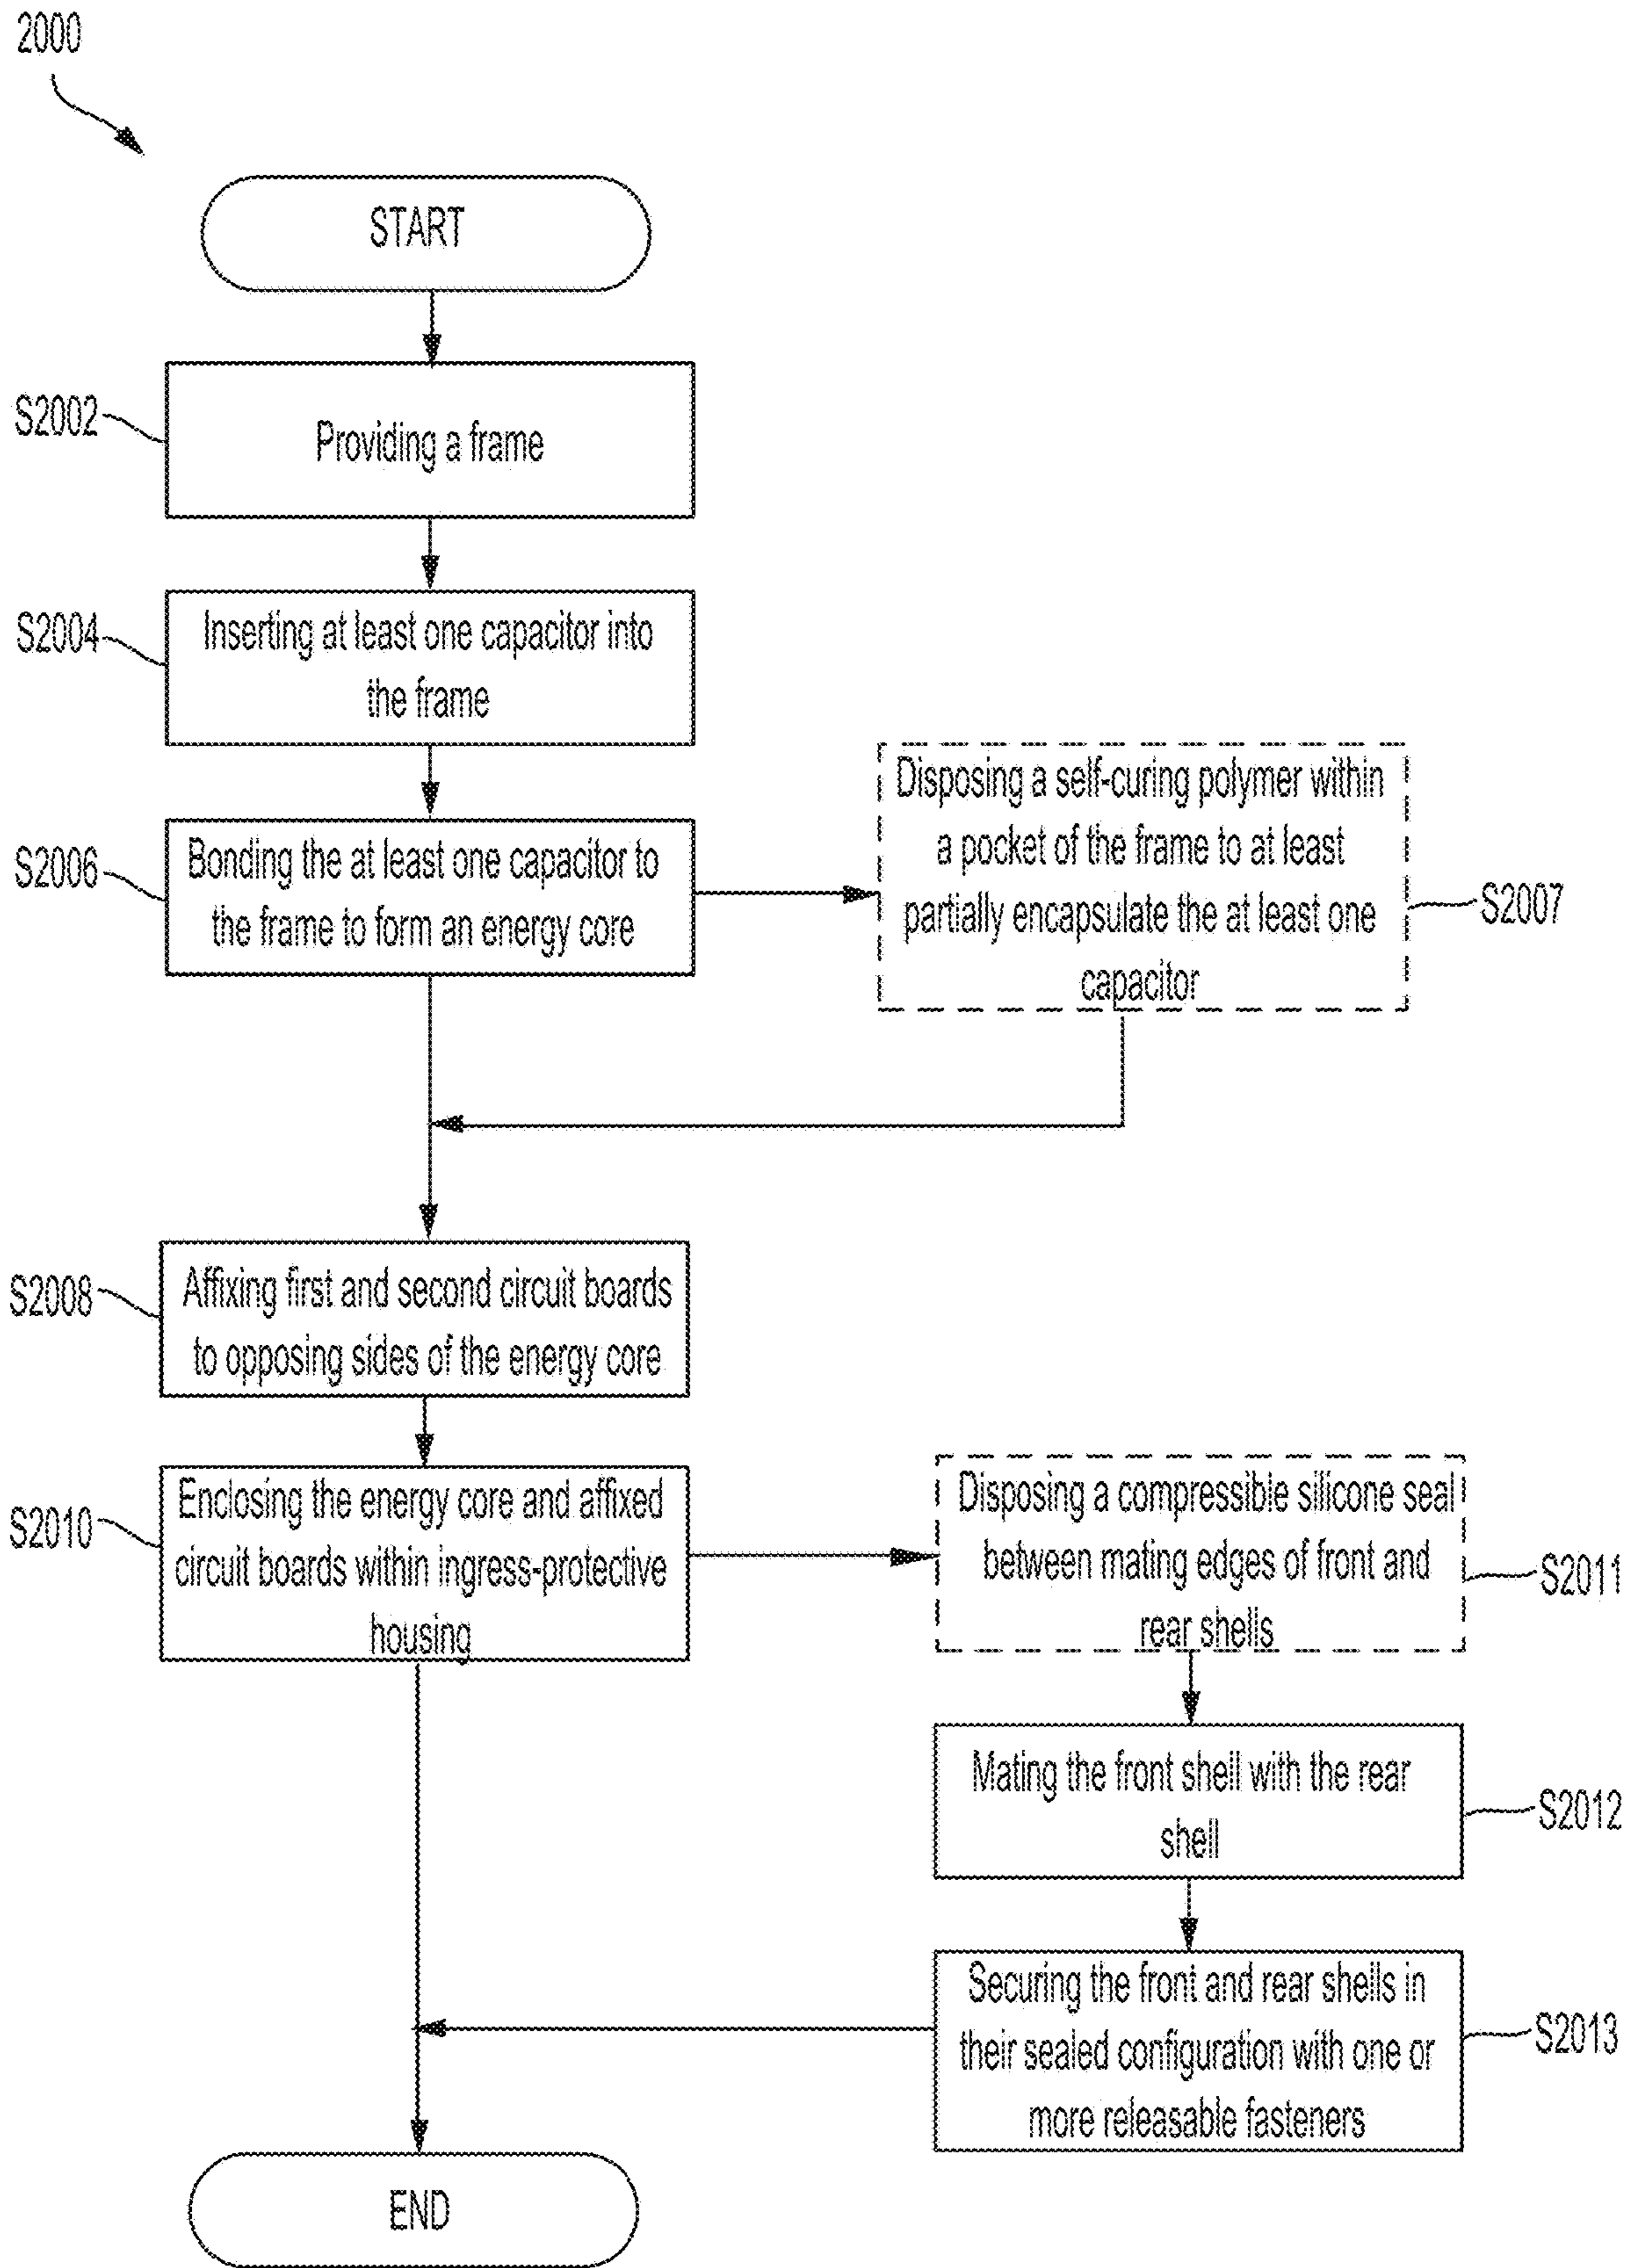 2000
START
S2002
Providing a frame
S2004
Inserting at least one capacitor into
the frame
S2006
Bonding the at least one capacitor to
the frame to form an energy core
Disposing a self-curing polymer within
a pocket of the frame to at least
partially encapsulate the at least one
capacitor
S2007
S2008
Affixing first and second circuit boards
to opposing sides of the energy core
S2010
Enclosing the energy core and affixed
circuit boards within ingress-protective
housing
Disposing a compressible silicone seal
between mating edges of front and
rear shells
S2011
Mating the front shell with the rear
shell
S2012
Securing the front and rear shells in
their sealed configuration with one or
more releasable fasteners
S2013
END